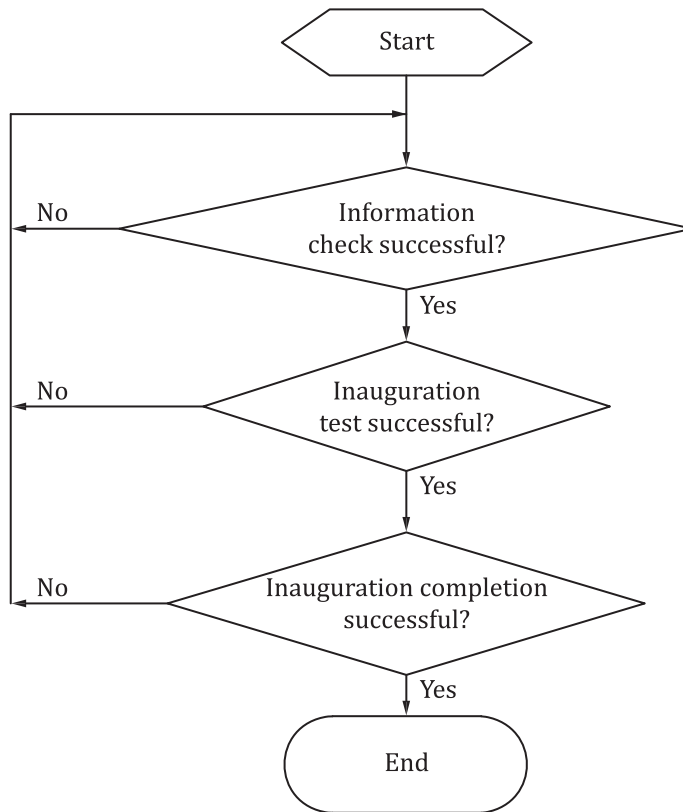 Start
No
Information
check successful?
Yes
No
Inauguration
test successful?
Yes
No
Inauguration completion
successful?
Yes
End